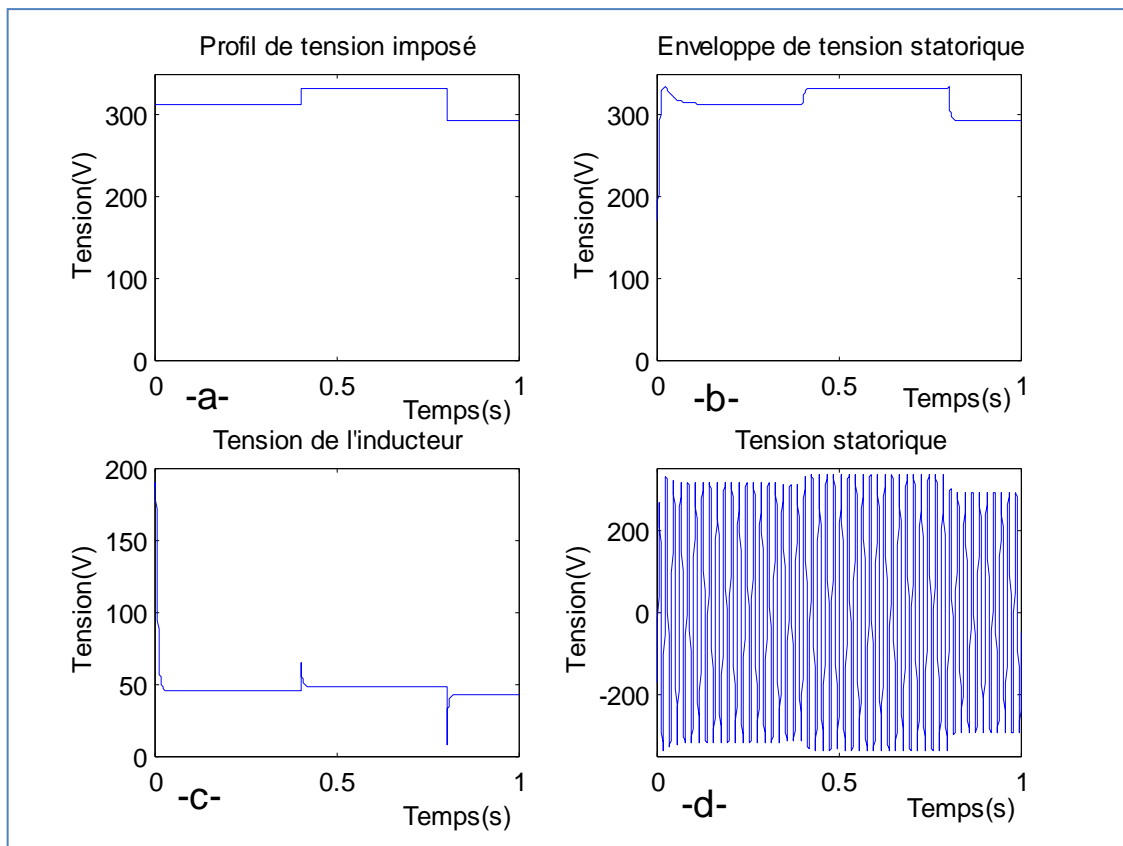 Profil de tension imposé
300
200
100
0
Tension(V)
0
0.5
1
-a-
Temps(s)
Enveloppe de tension statorique
300
200
100
0
Tension(V)
0
0.5
1
-b-
Temps(s)
Tension de l'inducteur
200
150
100
50
0
Tension(V)
0
0.5
1
-c-
Temps(s)
Tension statorique
200
0
-200
Tension(V)
0
0.5
1
-d-
Temps(s)